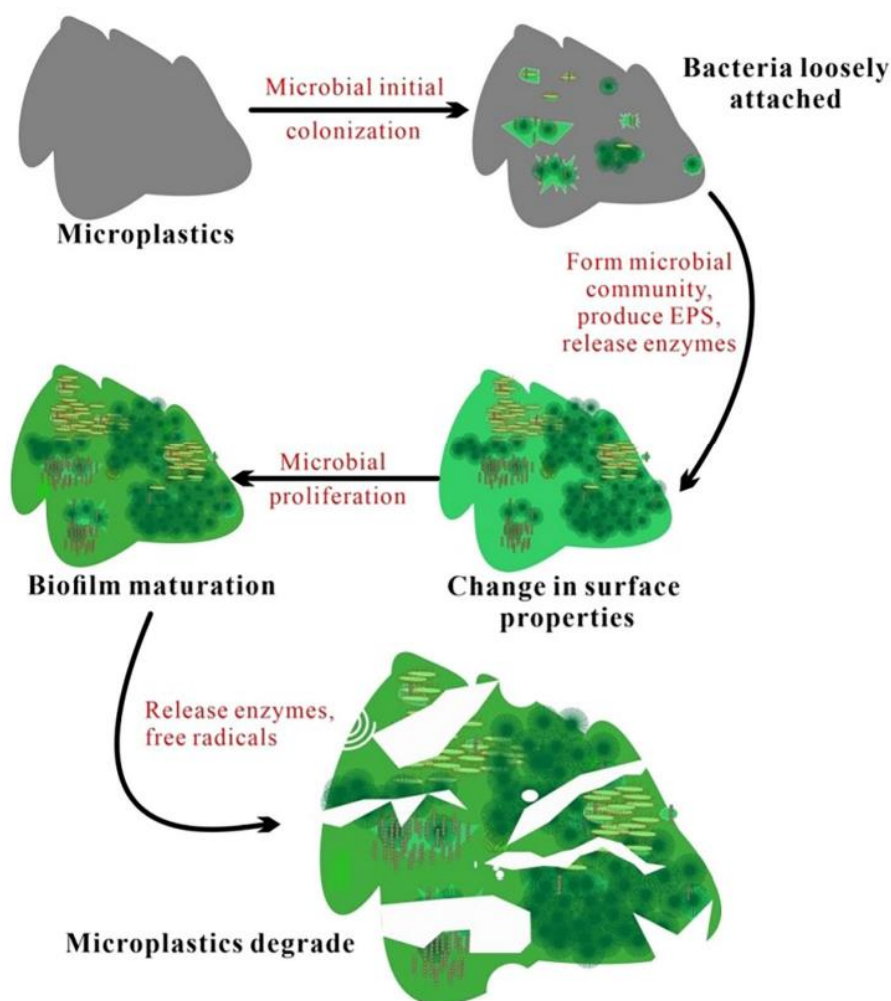 Microbial initial
colonization
Bacteria loosely
attached
Microplastics
Form microbial
community,
produce EPS,
release enzymes
Microbial
proliferation
Biofilm maturation
Change in surface
properties
Release enzymes,
free radicals
Microplastics degrade